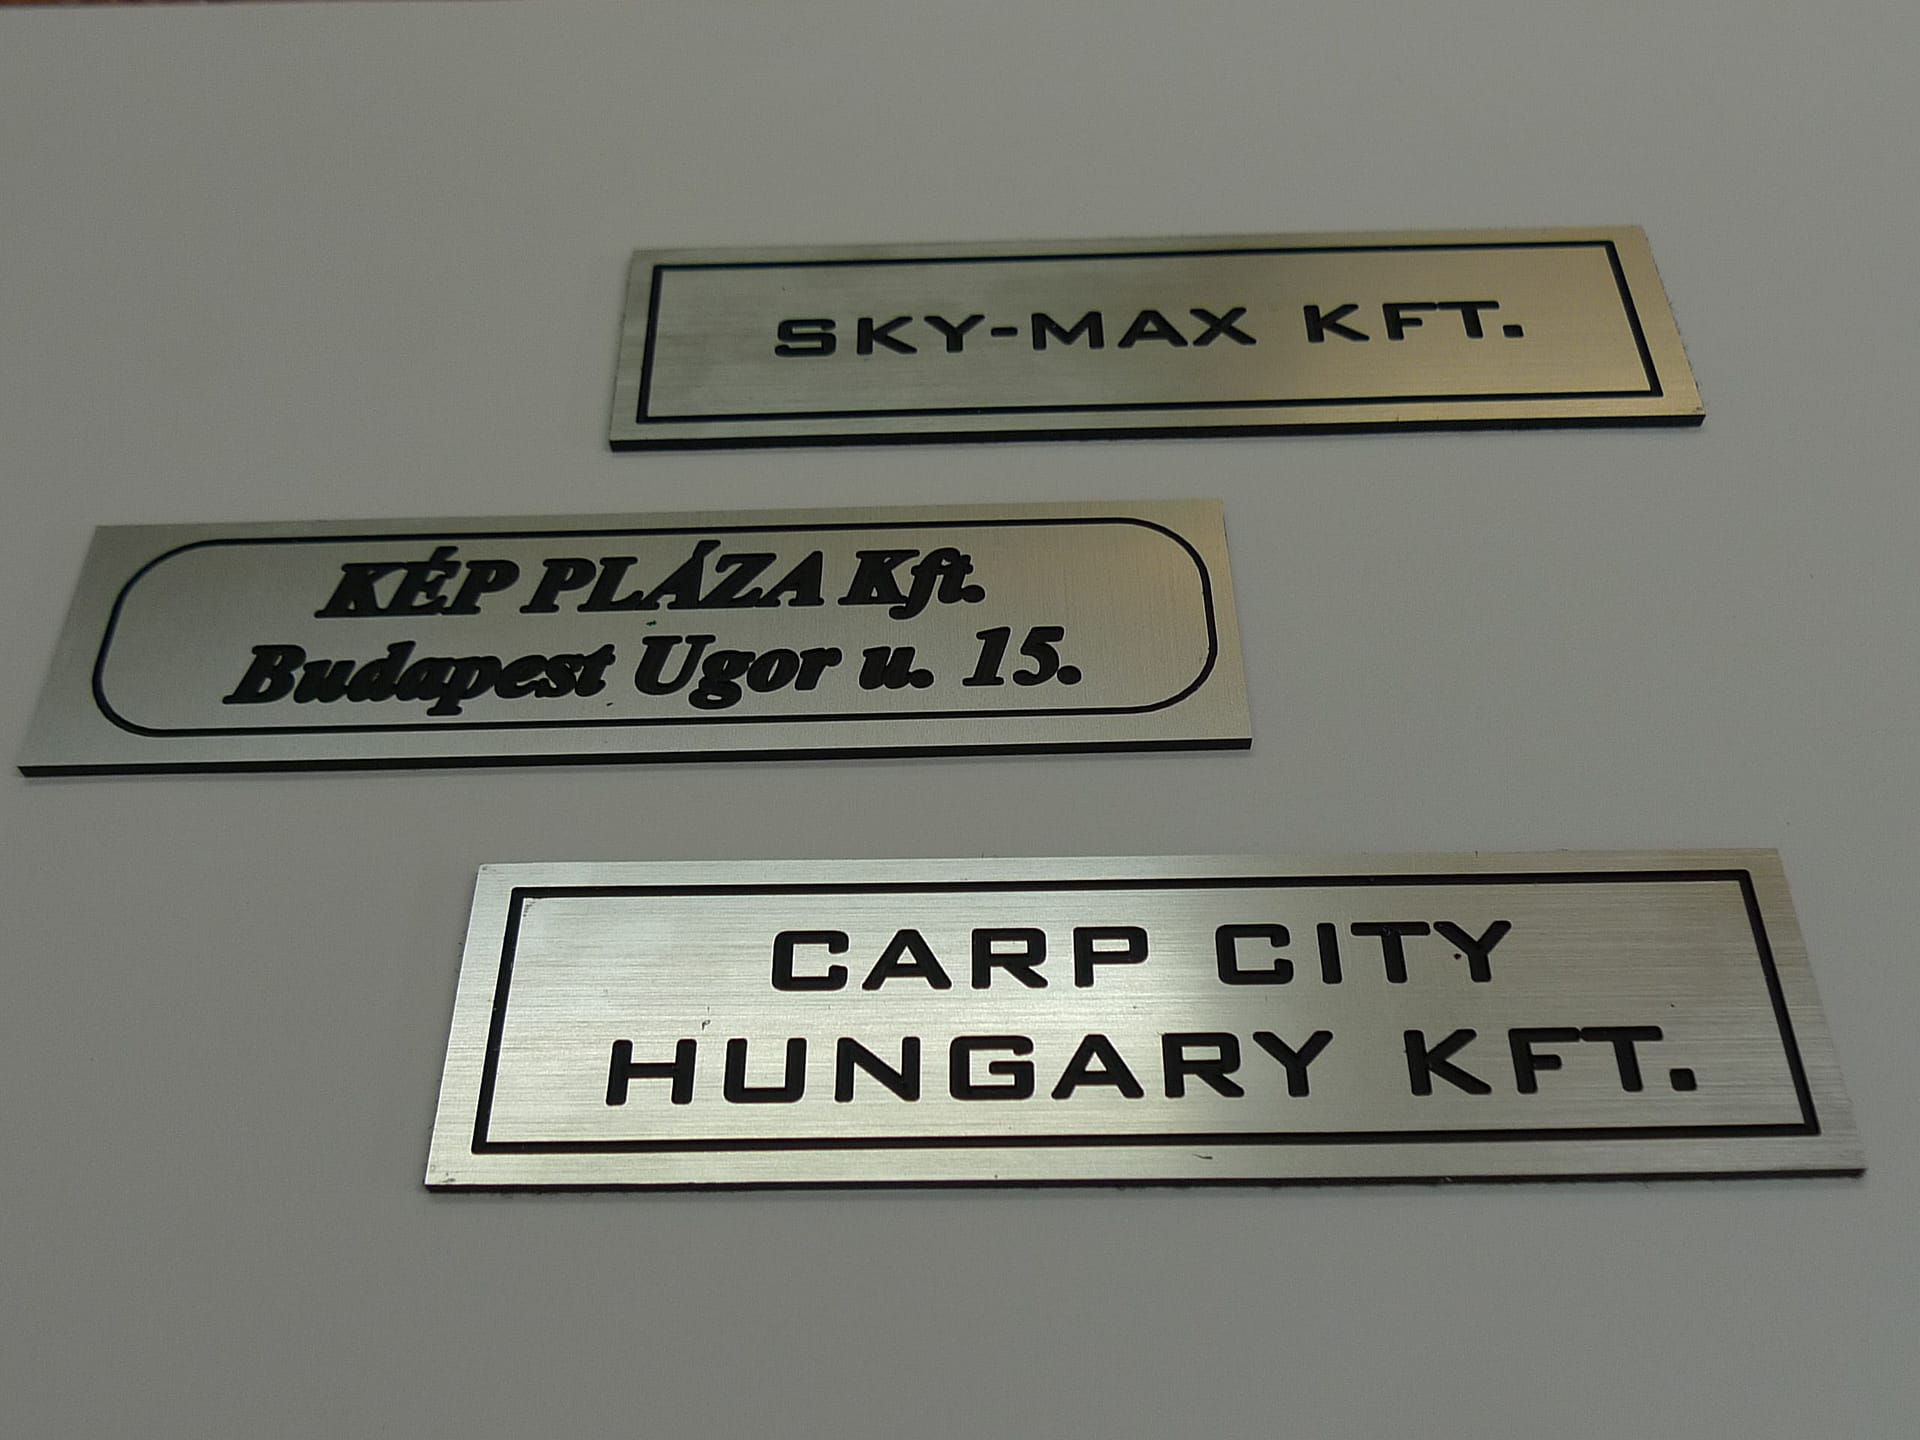 SKY-MAX KFT.
KÉP PLÁZA Kft.
Budapest Ugor u. 15.
CARP CITY
HUNGARY KFT.